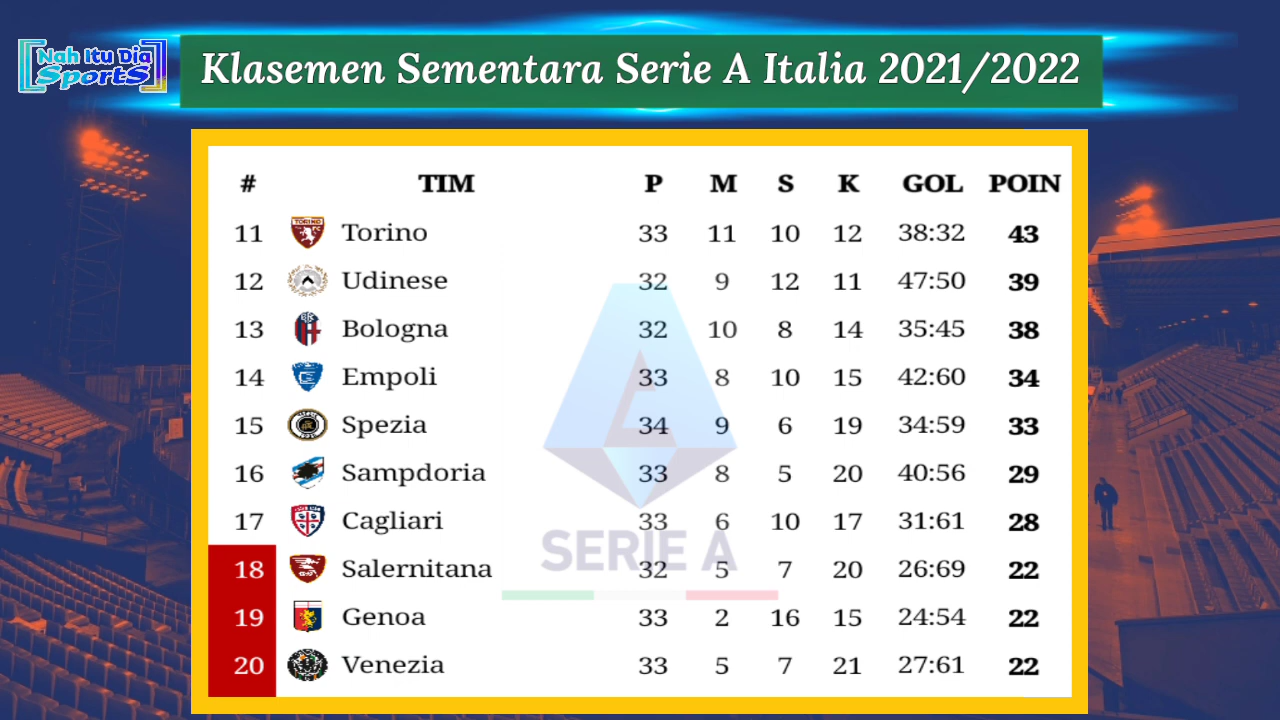 Nah Itu Dia
Sports
Klasemen Sementara Serie A Italia 2021/2022
# TIM P M S K GOL POIN
11 Torino 33 11 10 12 38:32 43
12 Udinese 32 9 12 11 47:50 39
13 Bologna 32 10 8 14 35:45 38
14 Empoli 33 8 10 15 42:60 34
15 Spezia 34 9 6 19 34:59 33
16 Sampdoria 33 8 5 20 40:56 29
17 Cagliari 33 6 10 17 31:61 28
18 Salernitana 32 5 7 20 26:69 22
19 Genoa 33 2 16 15 24:54 22
20 Venezia 33 5 7 21 27:61 22
SERIE A